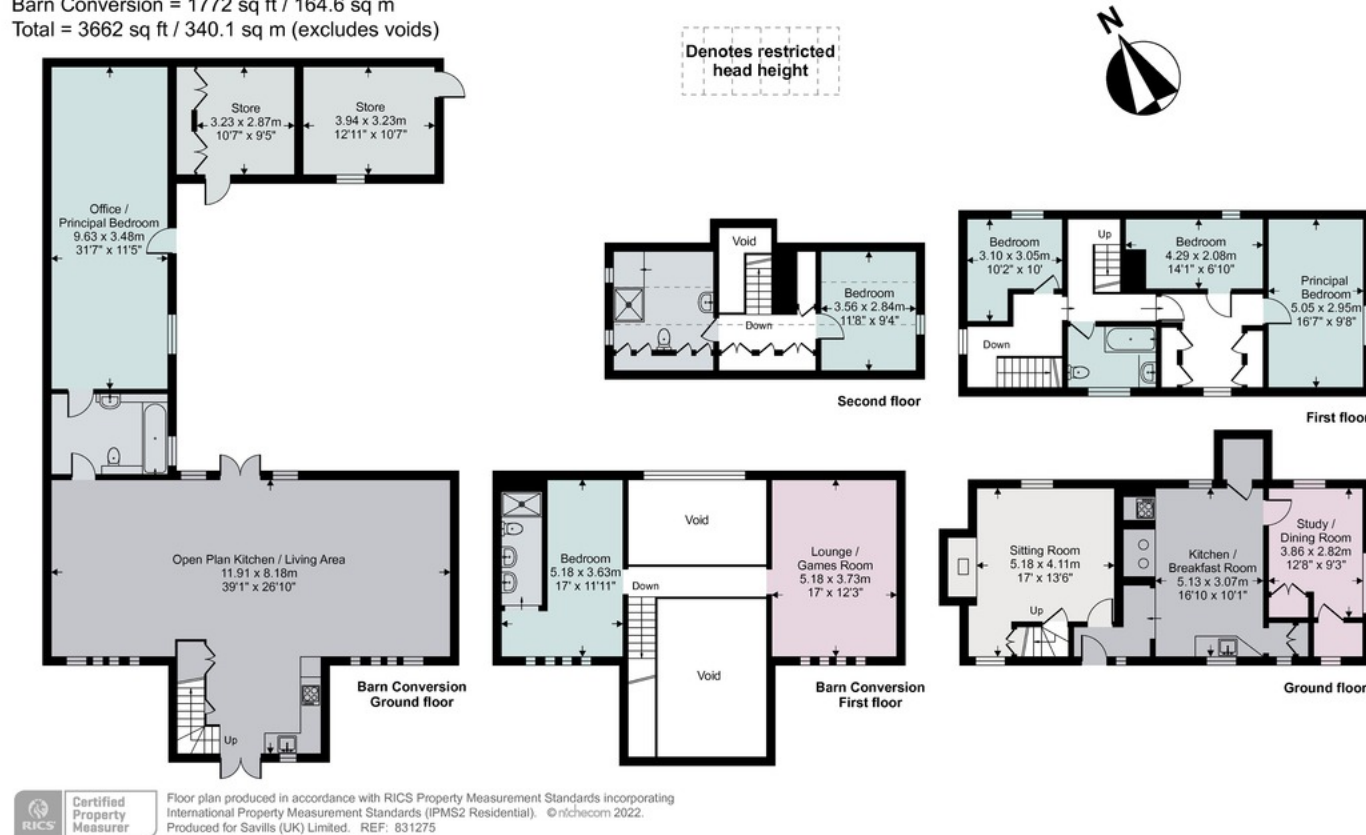 Barn Conversion = 1772 sq ft / 164.6 sq m
Total = 3662 sq ft / 340.1 sq m (excludes voids)
Denotes restricted
head height
N
Store
3.23 x 2.87m
10'7" x 9'5"
Store
3.94 x 3.23m
12'11" x 10'7"
Office /
Principal Bedroom
9.63 x 3.48m
31'7" x 11'5"
Open Plan Kitchen / Living Area
11.91 x 8.18m
39'1" x 26'10"
Up
Barn Conversion
Ground floor
Void
Down
Bedroom
3.56 x 2.84m
11'8" x 9'4"
Second floor
Bedroom
3.10 x 3.05m
10'2" x 10'
Up
Bedroom
4.29 x 2.08m
14'1" x 6'10"
Principal
Bedroom
5.05 x 2.95m
16'7" x 9'8"
Down
First floor
Bedroom
5.18 x 3.63m
17' x 11'11"
Void
Down
Void
Lounge /
Games Room
5.18 x 3.73m
17' x 12'3"
Barn Conversion
First floor
Sitting Room
5.18 x 4.11m
17' x 13'6"
Up
Kitchen /
Breakfast Room
5.13 x 3.07m
16'10 x 10'1"
Study /
Dining Room
3.86 x 2.82m
12'8" x 9'3"
Ground floor
RICS
Certified
Property
Measurer
Floor plan produced in accordance with RICS Property Measurement Standards incorporating
International Property Measurement Standards (IPMS2 Residential). © nichecom 2022.
Produced for Savills (UK) Limited. REF: 831275